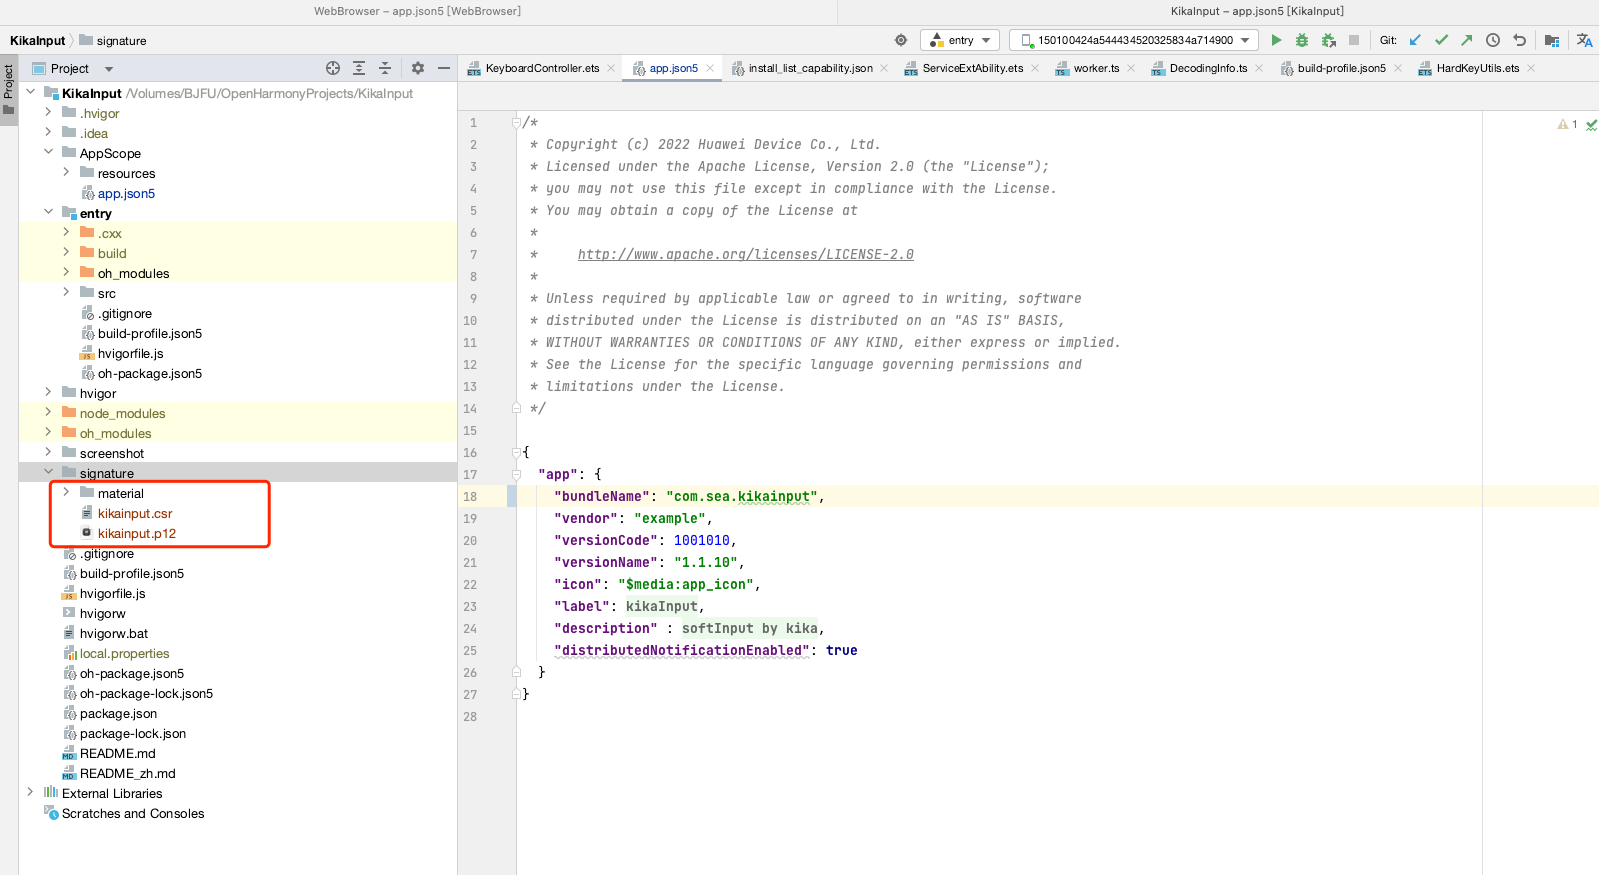 WebBrowser – app.json5 [WebBrowser]
KikaInput – app.json5 [KikaInput]
KikaInput
signature
entry
150100424a544434520325834a714900
Git:
Project
Project
KeyboardController.ets
app.json5
install_list_capability.json
ServiceExtAbility.ets
worker.ts
DecodingInfo.ts
build-profile.json5
HardKeyUtils.ets
KikaInput /Volumes/BJFU/OpenHarmonyProjects/KikaInput
.hvigor
.idea
AppScope
resources
app.json5
entry
.cxx
build
oh_modules
src
.gitignore
build-profile.json5
hvigorfile.js
oh-package.json5
hvigor
node_modules
oh_modules
screenshot
signature
material
kikainput.csr
kikainput.p12
.gitignore
build-profile.json5
hvigorfile.js
hvigorw
hvigorw.bat
local.properties
oh-package.json5
oh-package-lock.json5
package.json
package-lock.json
README.md
README_zh.md
External Libraries
Scratches and Consoles
1
1 /*
2 * Copyright (c) 2022 Huawei Device Co., Ltd.
3 * Licensed under the Apache License, Version 2.0 (the "License");
4 * you may not use this file except in compliance with the License.
5 * You may obtain a copy of the License at
6 *
7 * http://www.apache.org/licenses/LICENSE-2.0
8 *
9 * Unless required by applicable law or agreed to in writing, software
10 * distributed under the License is distributed on an "AS IS" BASIS,
11 * WITHOUT WARRANTIES OR CONDITIONS OF ANY KIND, either express or implied.
12 * See the License for the specific language governing permissions and
13 * limitations under the License.
14 */
15
16 {
17 "app": {
18 "bundleName": "com.sea.kikainput",
19 "vendor": "example",
20 "versionCode": 1001010,
21 "versionName": "1.1.10",
22 "icon": "$media:app_icon",
23 "label": kikaInput,
24 "description" : softInput by kika,
25 "distributedNotificationEnabled": true
26 }
27 }
28